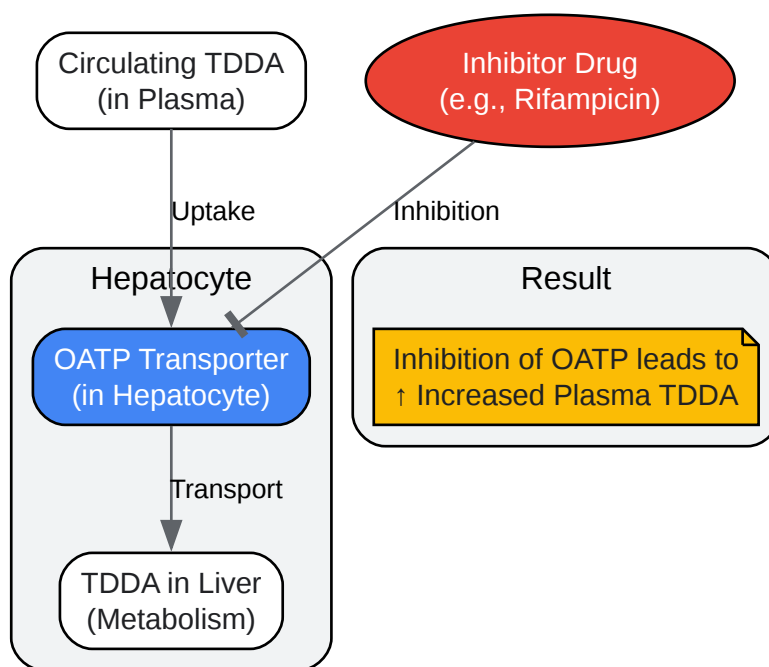 Circulating TDDA
(in Plasma)
Inhibitor Drug
(e.g., Rifampicin)
Uptake
Inhibition
Hepatocyte
Result
OATP Transporter
(in Hepatocyte)
Inhibition of OATP leads to
↑ Increased Plasma TDDA
Transport
TDDA in Liver
(Metabolism)